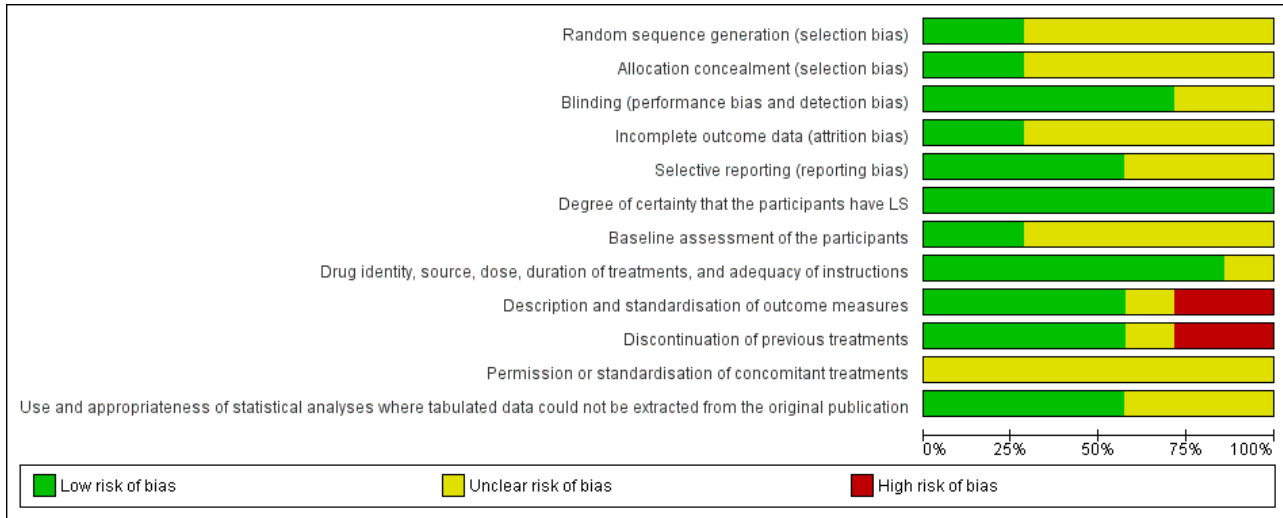 Random sequence generation (selection bias)
Allocation concealment (selection bias)
Blinding (performance bias and detection bias)
Incomplete outcome data (attrition bias)
Selective reporting (reporting bias)
Degree of certainty that the participants have LS
Baseline assessment of the participants
Drug identity, source, dose, duration of treatments, and adequacy of instructions
Description and standardisation of outcome measures
Discontinuation of previous treatments
Permission or standardisation of concomitant treatments
Use and appropriateness of statistical analyses where tabulated data could not be extracted from the original publication
0% 25% 50% 75% 100%
Low risk of bias Unclear risk of bias High risk of bias